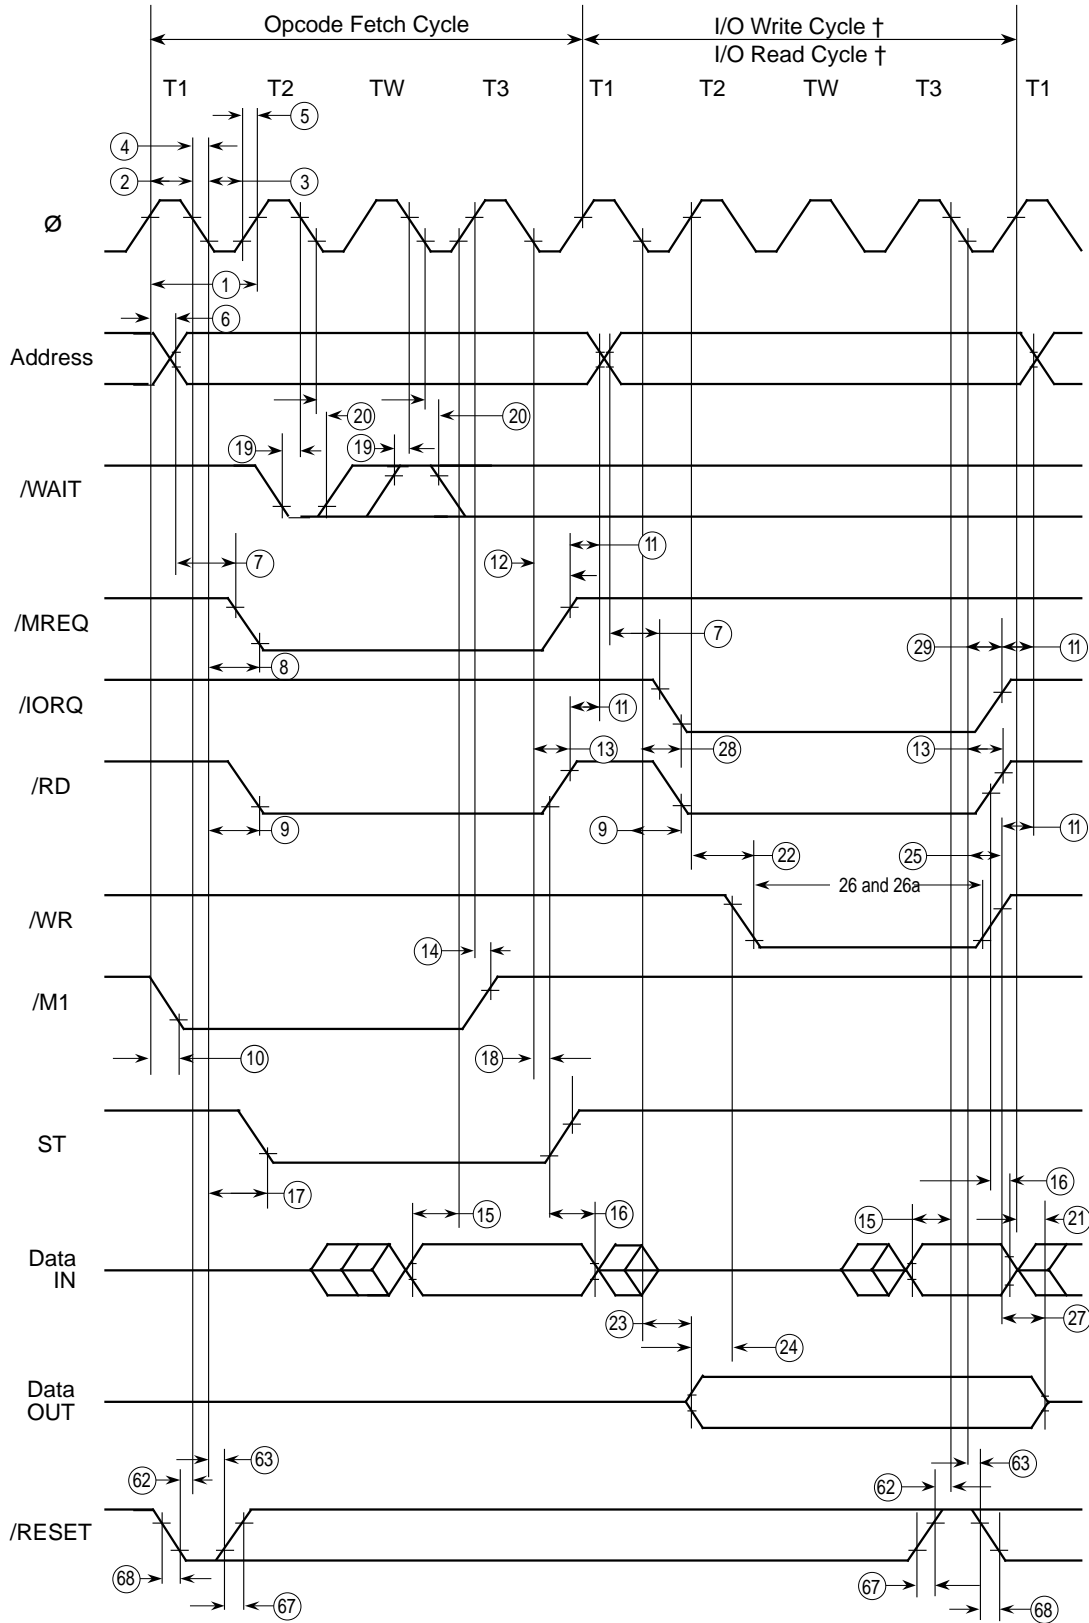 Opcode Fetch Cycle
I/O Write Cycle †
I/O Read Cycle †
T1 T2 TW T3 T1 T2 TW T3 T1
5
4
2 3
Ø
1
6
Address
20 20
19 19
/WAIT
7 12 11
/MREQ
7 29 11
8
/IORQ
11
13 28 13
/RD
9 9 11
22 25
26 and 26a
/WR
14
/M1
10 18
ST
17 16
15 16 15 21
Data
IN
23 27
24
Data
OUT
63 63
62 62
/RESET
68 67
67 68